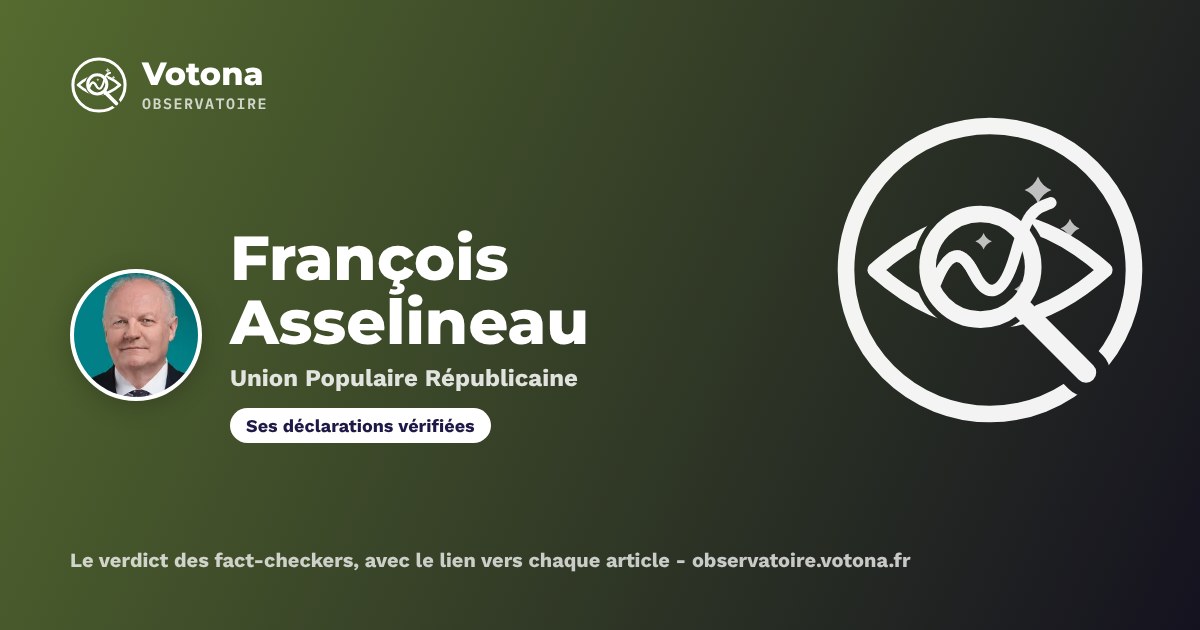 Votona
OBSERVATOIRE
François
Asselineau
Union Populaire Républicaine
Ses déclarations vérifiées
Le verdict des fact-checkers, avec le lien vers chaque article - observatoire.votona.fr